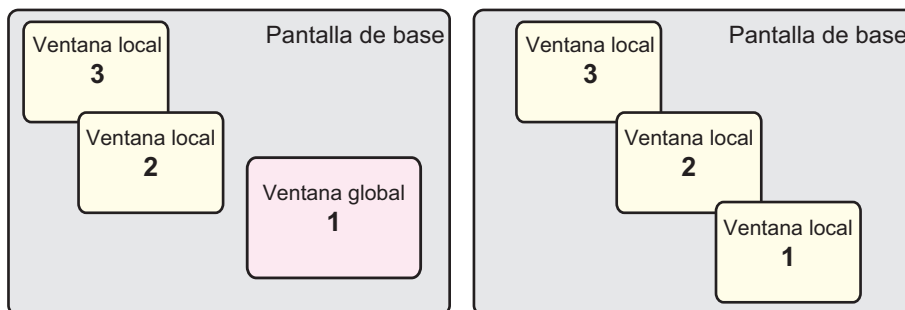 Pantalla de base
Ventana local
3
Ventana local
2
Ventana global
1
Pantalla de base
Ventana local
3
Ventana local
2
Ventana local
1